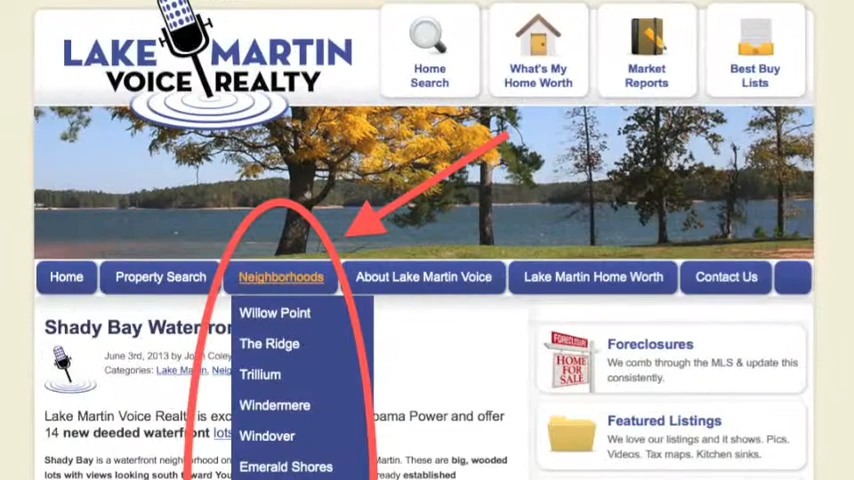 LAKE MARTIN
VOICE REALTY
Home
Search
What's My
Home Worth
Market
Reports
Best Buy
Lists
Home
Property Search
Neighborhoods
About Lake Martin Voice
Lake Martin Home Worth
Contact Us
Willow Point
The Ridge
Trillium
Windermere
Windover
Emerald Shores
Shady Bay Waterfron
June 3rd, 2013 by John Coley
Categories: Lake Martin, Neig
Lake Martin Voice Realty is exc
bama Power and offer
14 new deeded waterfront lots
Shady Bay is a waterfront neighborhood on
Martin. These are big, wooded
lots with views looking south toward You
ready established
FORECLOSURE
HOME
FOR
SALE
Foreclosures
We comb through the MLS & update this
consistently.
Featured Listings
We love our listings and it shows. Pics.
Videos. Tax maps. Kitchen sinks.